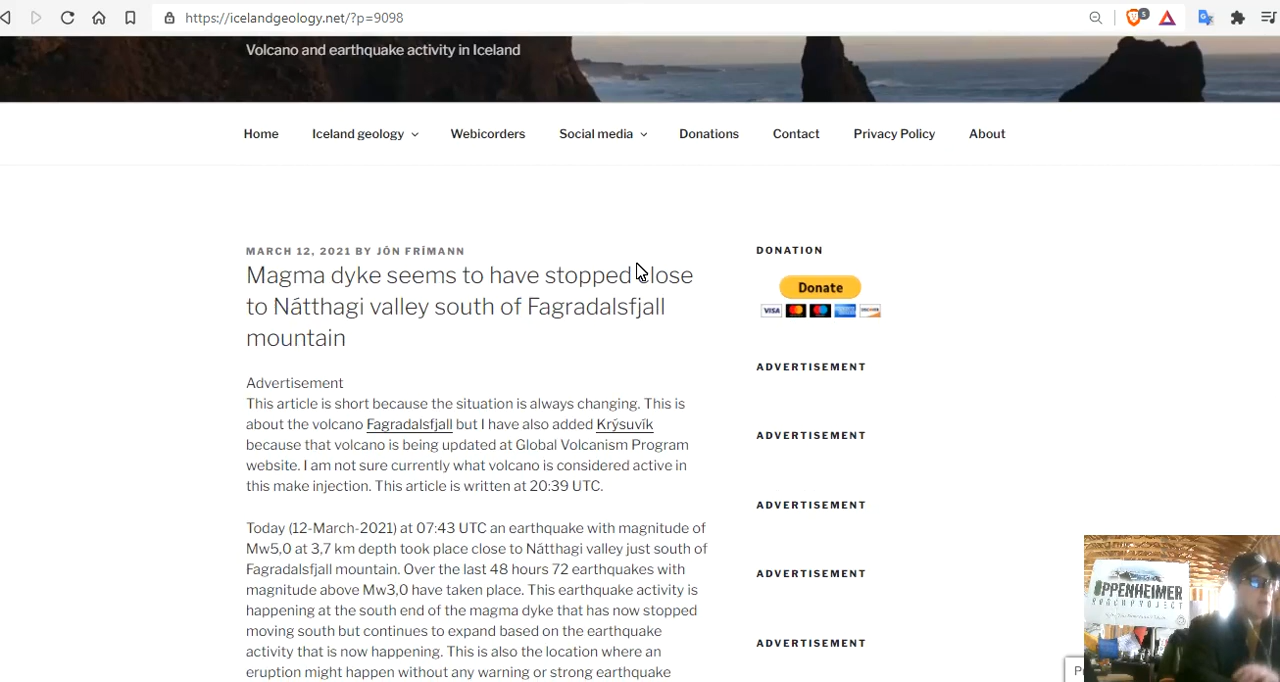 https://icelandgeology.net/?p=9098
5
Volcano and earthquake activity in Iceland
Home Iceland geology Webicorders Social media Donations Contact Privacy Policy About
MARCH 12, 2021 BY JÓN FRÍMANN
Magma dyke seems to have stopped close
to Nátthagi valley south of Fagradalsfjall
mountain
Advertisement
This article is short because the situation is always changing. This is
about the volcano Fagradalsfjall but I have also added Krýsuvík
because that volcano is being updated at Global Volcanism Program
website. I am not sure currently what volcano is considered active in
this make injection. This article is written at 20:39 UTC.
Today (12-March-2021) at 07:43 UTC an earthquake with magnitude of
Mw5,0 at 3,7 km depth took place close to Nátthagi valley just south of
Fagradalsfjall mountain. Over the last 48 hours 72 earthquakes with
magnitude above Mw3,0 have taken place. This earthquake activity is
happening at the south end of the magma dyke that has now stopped
moving south but continues to expand based on the earthquake
activity that is now happening. This is also the location where an
eruption might happen without any warning or strong earthquake
DONATION
Donate
VISA
ADVERTISEMENT
ADVERTISEMENT
ADVERTISEMENT
ADVERTISEMENT
ADVERTISEMENT
OPPENHEIMER
RANCH PROJECT